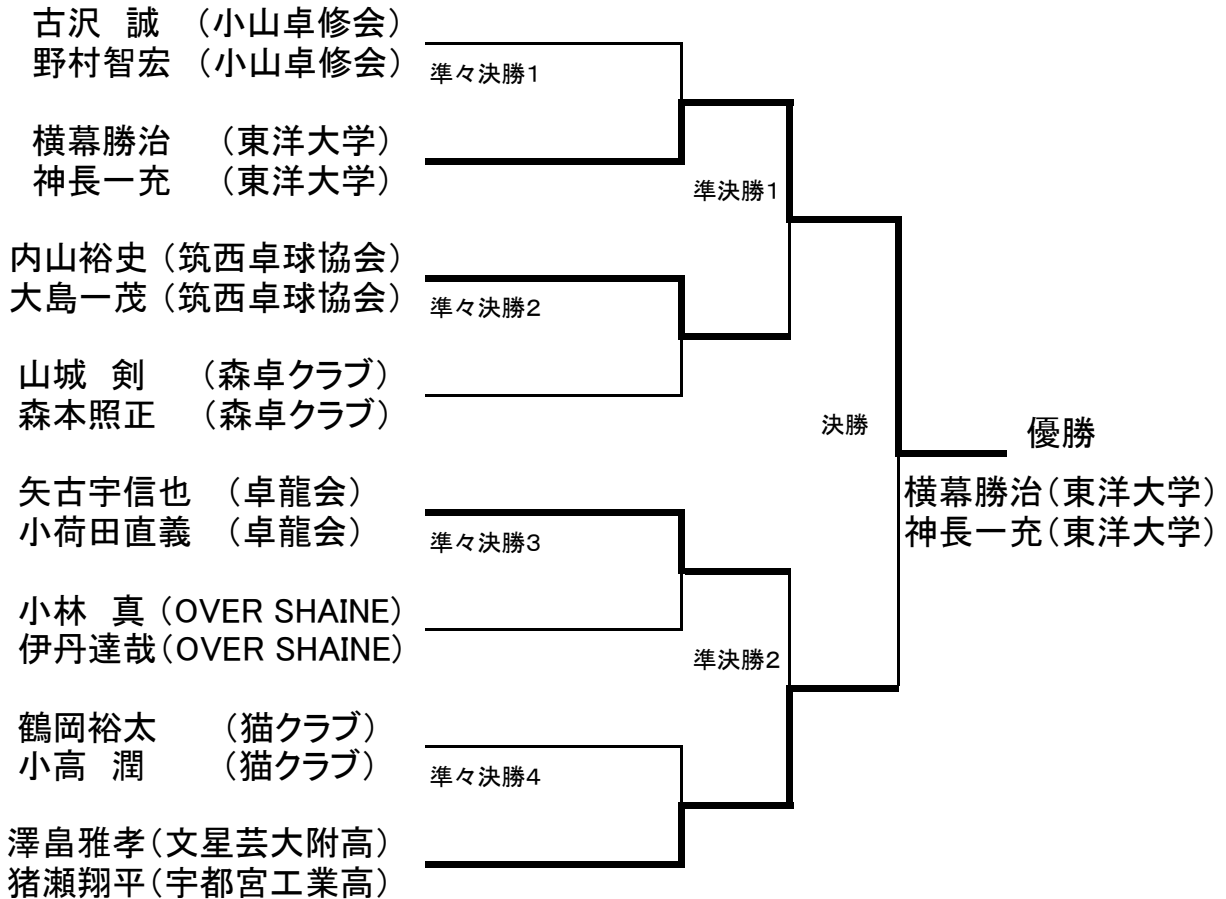 古沢　誠　（小山卓修会）
野村智宏　（小山卓修会）
準々決勝1
横幕勝治　（東洋大学）
神長一充　（東洋大学）
準決勝1
内山裕史（筑西卓球協会）
大島一茂（筑西卓球協会）
準々決勝2
山城　剣　（森卓クラブ）
森本照正　（森卓クラブ）
決勝
優勝
横幕勝治（東洋大学）
神長一充（東洋大学）
矢古宇信也　（卓龍会）
小荷田直義　（卓龍会）
準々決勝3
小林　真（OVER SHAINE）
伊丹達哉（OVER SHAINE）
準決勝2
鶴岡裕太　（猫クラブ）
小高　潤　（猫クラブ）
準々決勝4
澤畠雅孝（文星芸大附高）
猪瀬翔平（宇都宮工業高）